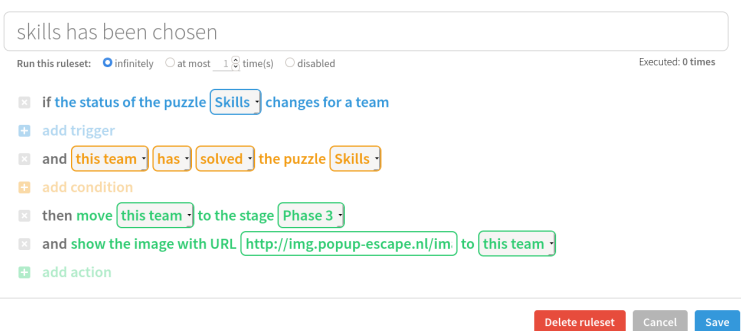 skills has been chosen
Run this ruleset: infinitely at most 1 time(s) disabled Executed: 0 times
if the status of the puzzle Skills changes for a team
add trigger
and this team has solved the puzzle Skills
add condition
then move this team to the stage Phase 3
and show the image with URL http://img.popup-escape.nl/im to this team
add action
Delete ruleset Cancel Save